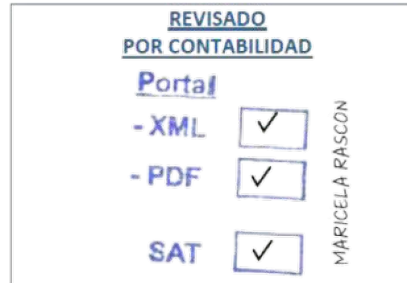 REVISADO
POR CONTABILIDAD
Portal
- XML ✓
- PDF ✓
SAT ✓
MARICELA RASCON